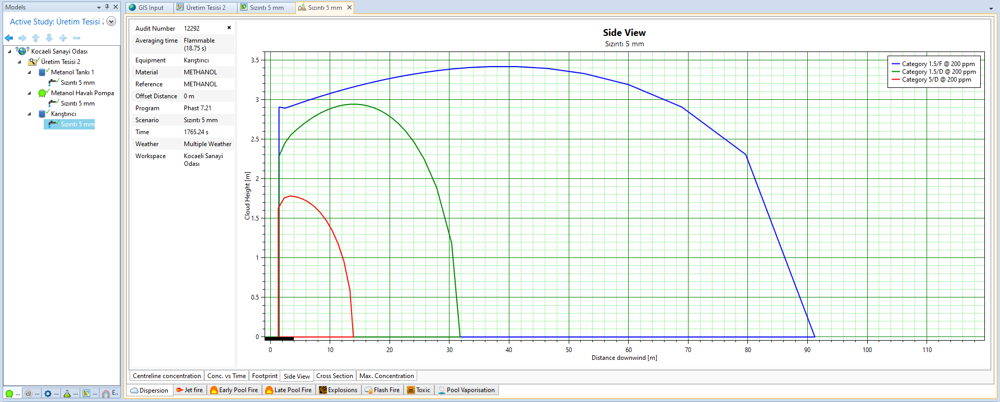 Models
Active Study: Üretim Tesisi 2
Kocaeli Sanayi Odası
Üretim Tesisi 2
Metanol Tankı 1
Sızıntı 5 mm
Metanol Havalı Pompa
Sızıntı 5 mm
Karıştırıcı
Sızıntı 5 mm
... ... ... ... ... E..
GIS Input Üretim Tesisi 2 Sızıntı 5 mm Sızıntı 5 mm
Audit Number 12292
Averaging time Flammable
(18.75 s)
Equipment Karıştırıcı
Material METHANOL
Reference METHANOL
Offset Distance 0 m
Program Phast 7.21
Scenario Sızıntı 5 mm
Time 1765.24 s
Weather Multiple Weather
Workspace Kocaeli Sanayi
Odası
Side View
Sızıntı 5 mm
Category 1.5/F @ 200 ppm
Category 1.5/D @ 200 ppm
Category 5/D @ 200 ppm
Cloud Height [m]
3.5
3
2.5
2
1.5
1
0.5
0
0 10 20 30 40 50 60 70 80 90 100 110
Distance downwind [m]
Centreline concentration Conc. vs Time Footprint Side View Cross Section Max. Concentration
Dispersion Jet fire Early Pool Fire Late Pool Fire Explosions Flash Fire Toxic Pool Vaporisation